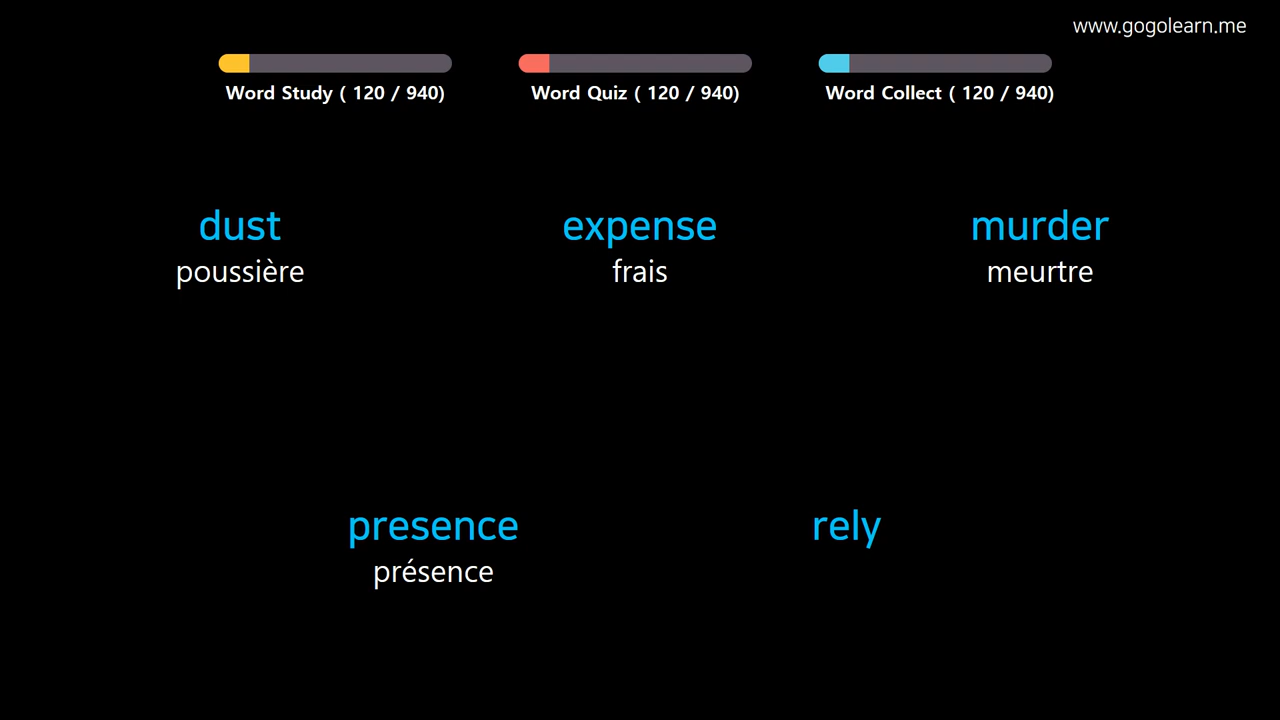 www.gogolearn.me
Word Study ( 120 / 940)
Word Quiz ( 120 / 940)
Word Collect ( 120 / 940)
dust
poussière
expense
frais
murder
meurtre
presence
présence
rely